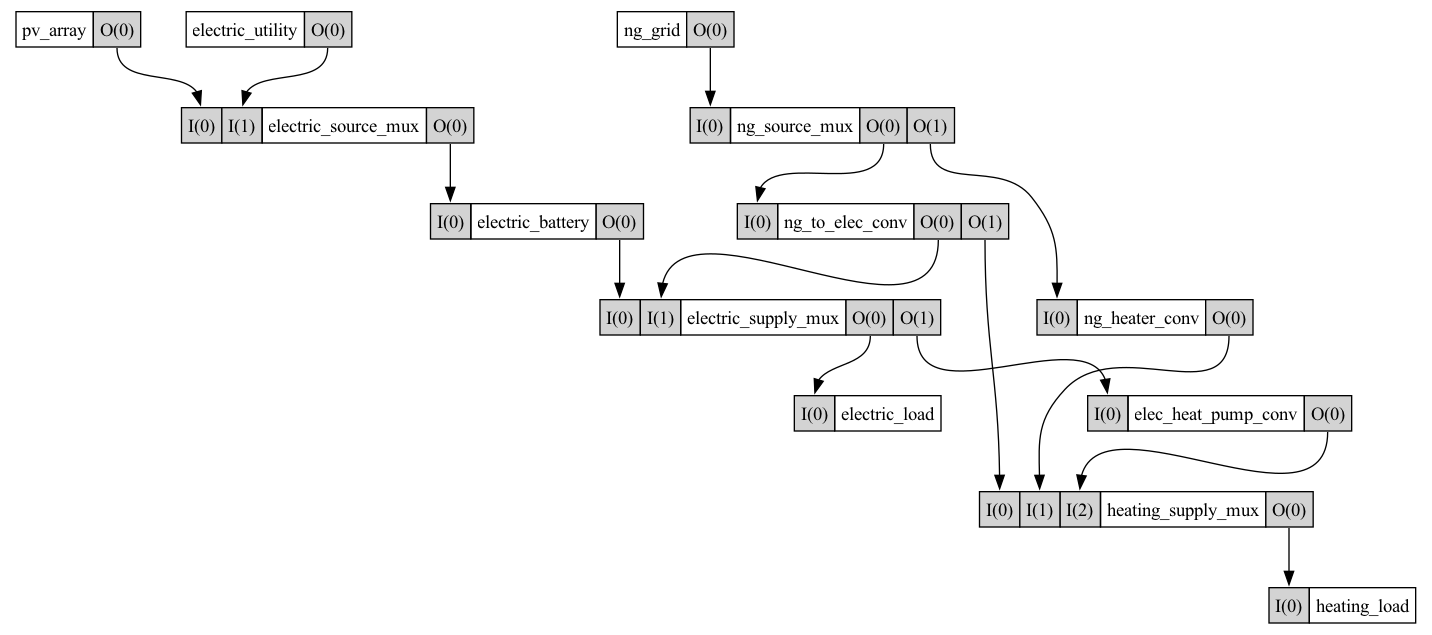 pv_array O(0) electric_utility O(0) ng_grid O(0)
I(0) I(1) electric_source_mux O(0) I(0) ng_source_mux O(0) O(1)
I(0) electric_battery O(0) I(0) ng_to_elec_conv O(0) O(1)
I(0) I(1) electric_supply_mux O(0) O(1) I(0) ng_heater_conv O(0)
I(0) electric_load I(0) elec_heat_pump_conv O(0)
I(0) I(1) I(2) heating_supply_mux O(0)
I(0) heating_load